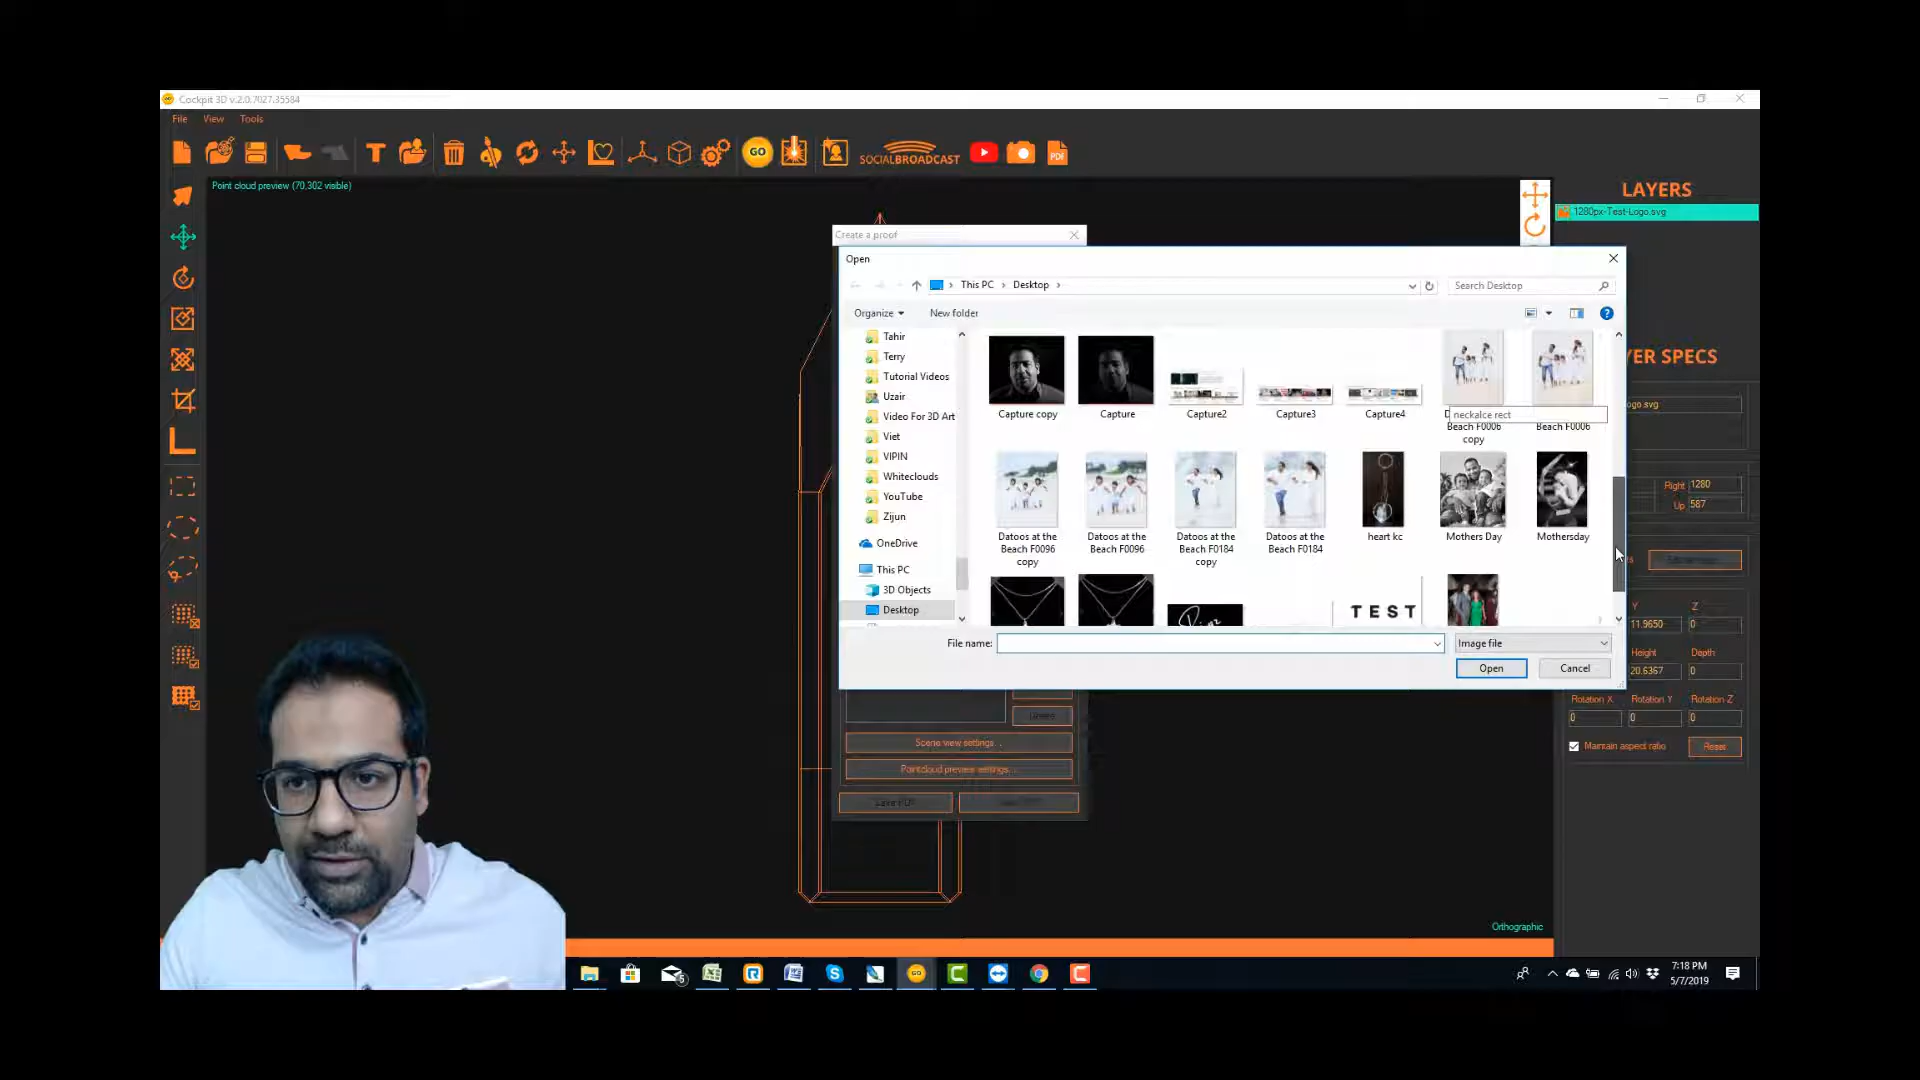 Cockpit 3D v.2.0.7027.35584
File View Tools
GO
SOCIALBROADCAST
PDF
Point cloud preview (70,302 visible)
LAYERS
1280px-Test-Logo.svg
Create a proof
Open
This PC > Desktop >
Search Desktop
Organize
New folder
Tahir
Terry
Tutorial Videos
Uzair
Video For 3D Art
Viet
VIPIN
Whiteclouds
YouTube
Zijun
OneDrive
This PC
3D Objects
Desktop
Capture copy
Capture
Capture2
Capture3
Capture4
neckalce rect
Beach F0006 copy
Beach F0006
Datoos at the Beach F0096 copy
Datoos at the Beach F0096
Datoos at the Beach F0184 copy
Datoos at the Beach F0184
heart kc
Mothers Day
Mothersday
TEST
File name:
Image file
Open
Cancel
YER SPECS
ogo.svg
Right 1280
Up 587
Y
Z
11.9650
0
Height
Depth
20.6367
0
Rotation X
Rotation Y
Rotation Z
0
0
0
Maintain aspect ratio
Reset
Scene view settings...
Pointcloud preview settings...
Orthographic
7:18 PM
5/7/2019